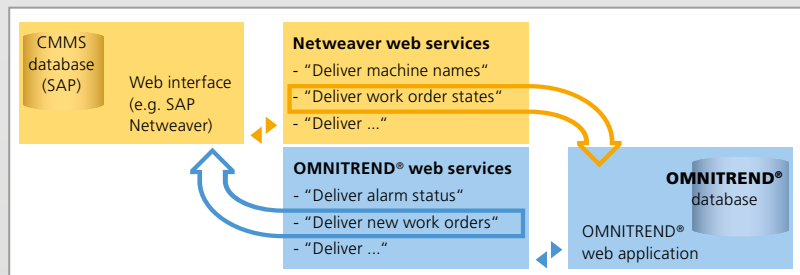 CMMS
database
(SAP)
Web interface
(e.g. SAP
Netweaver)
Netweaver web services
- “Deliver machine names“
- “Deliver work order states“
- “Deliver ...“
OMNITREND® web services
- “Deliver alarm status“
- “Deliver new work orders“
- “Deliver ...“
OMNITREND®
database
OMNITREND®
web application